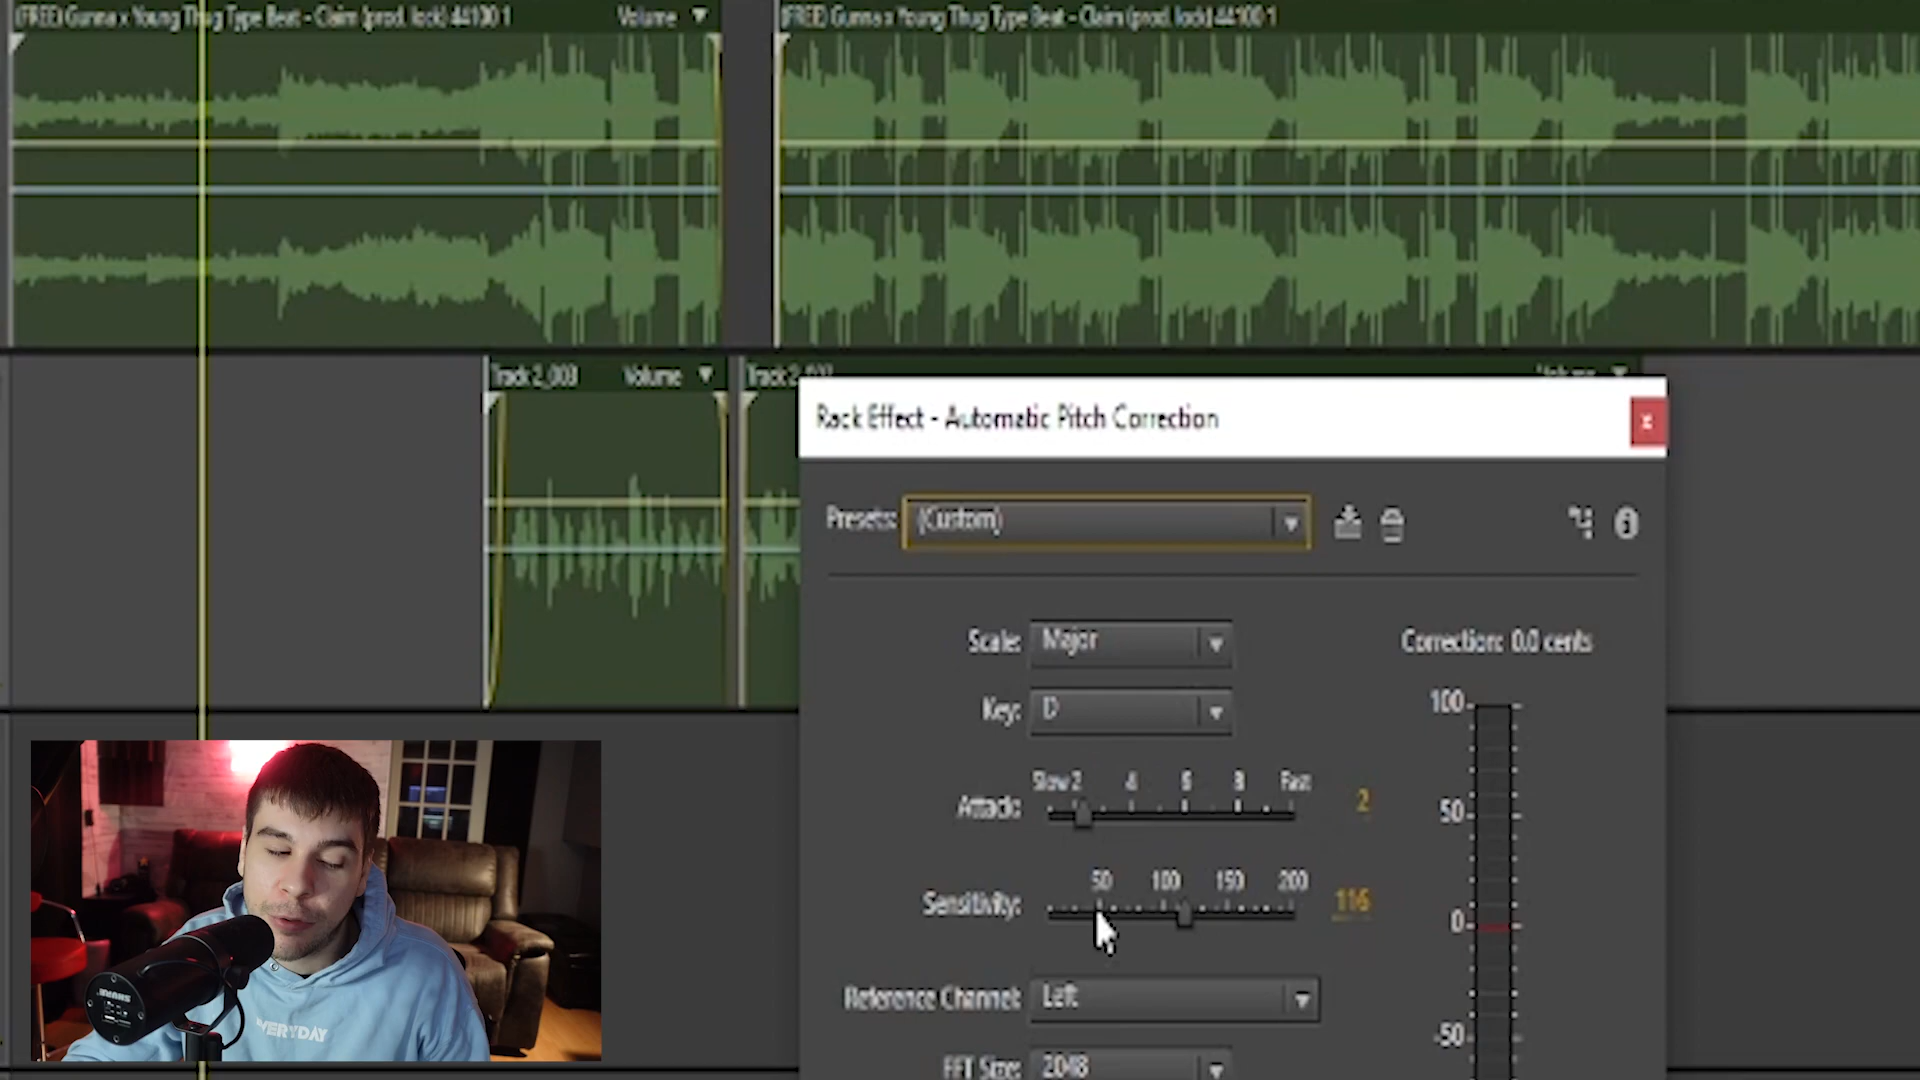 (FREE) Gunna x Young Thug Type Beat - Claim (prod. lock) 44100 1
Volume
(FREE) Gunna x Young Thug Type Beat - Claim (prod. lock) 44100 1
Track 2_003
Volume
Track 2_
Volume
Rack Effect - Automatic Pitch Correction
x
Presets: (Custom)
Scale: Major
Correction: 0.0 cents
Key: D
100
Slow 2 4 6 8 Fast
Attack: 2
50
50 100 150 200
Sensitivity: 116
0
Reference Channel: Left
-50
FFT Size: 2048
SHURE
EVERYDAY